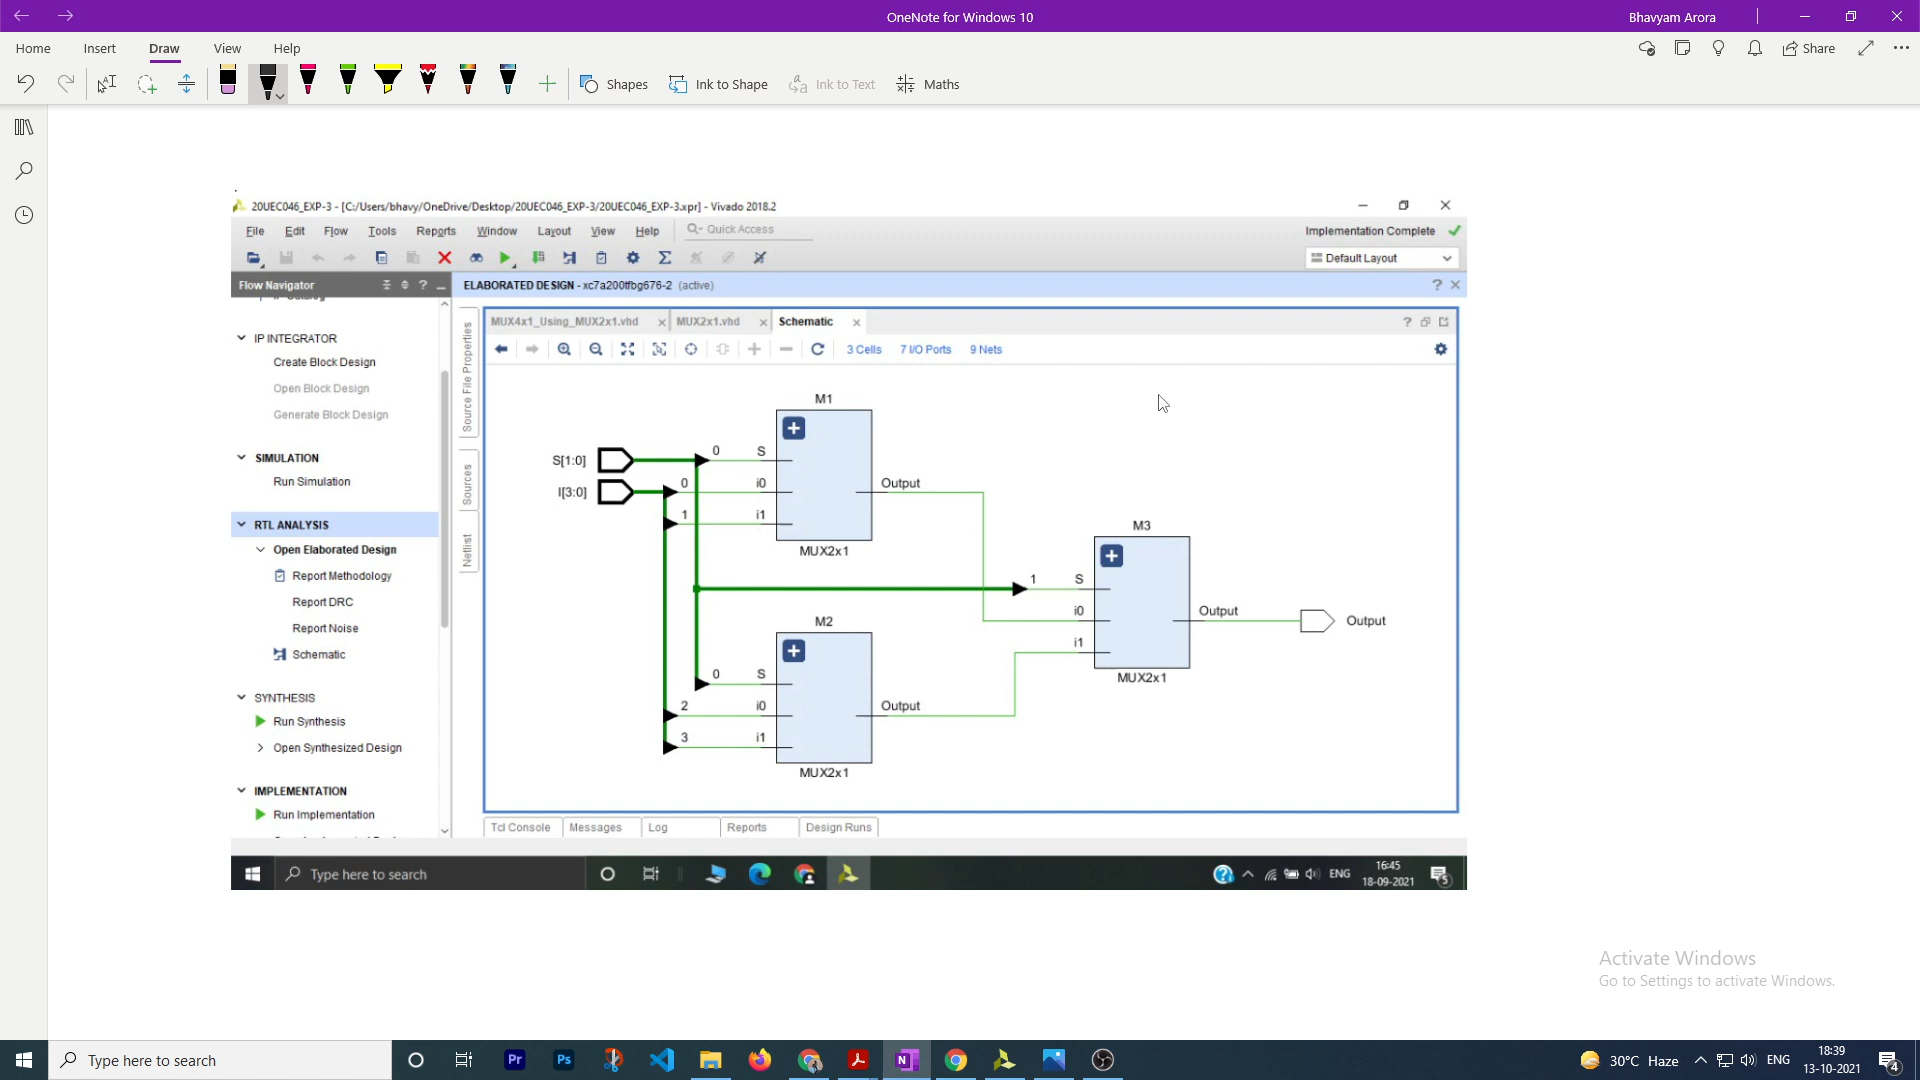 OneNote for Windows 10
Bhavyam Arora
Home Insert Draw View Help
Share
Shapes Ink to Shape Ink to Text Maths
20UEC046_EXP-3 - [C:/Users/bhavy/OneDrive/Desktop/20UEC046_EXP-3/20UEC046_EXP-3.xpr] - Vivado 2018.2
File Edit Flow Tools Reports Window Layout View Help Quick Access
Implementation Complete
Default Layout
Flow Navigator
ELABORATED DESIGN - xc7a200tfbg676-2 (active)
IP Catalog
IP INTEGRATOR
Create Block Design
Open Block Design
Generate Block Design
SIMULATION
Run Simulation
RTL ANALYSIS
Open Elaborated Design
Report Methodology
Report DRC
Report Noise
Schematic
SYNTHESIS
Run Synthesis
Open Synthesized Design
IMPLEMENTATION
Run Implementation
Source File Properties
Sources
Netlist
MUX4x1_Using_MUX2x1.vhd MUX2x1.vhd Schematic
3 Cells 7 I/O Ports 9 Nets
M1
S[1:0] 0 S
I[3:0] 0 i0 Output
1 i1
MUX2x1
M3
1 S
i0 Output Output
i1
MUX2x1
M2
0 S
2 i0 Output
3 i1
MUX2x1
Tcl Console Messages Log Reports Design Runs
Type here to search
ENG
16:45
18-09-2021
5
Activate Windows
Go to Settings to activate Windows.
Type here to search
Pr Ps N
30°C Haze
ENG
18:39
13-10-2021
4